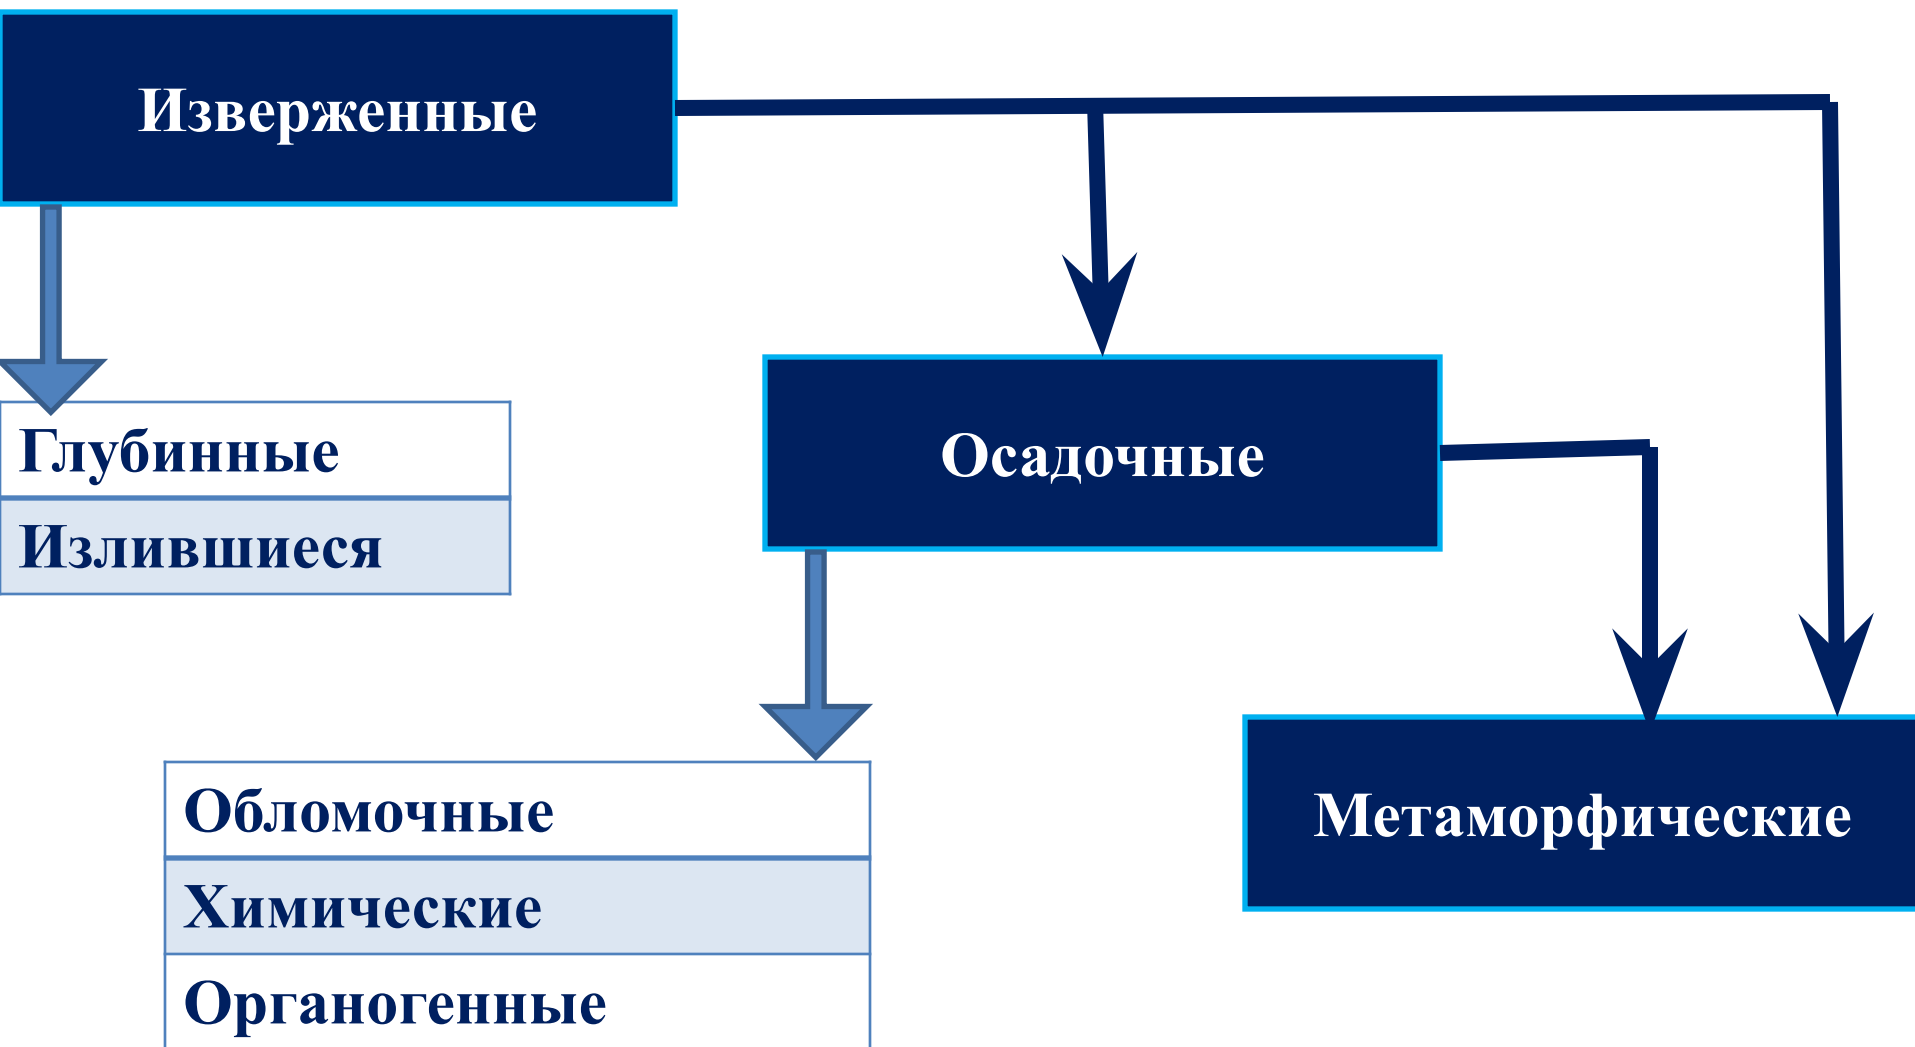 Изверженные
Глубинные
Излившиеся
Осадочные
Обломочные
Химические
Органогенные
Метаморфические